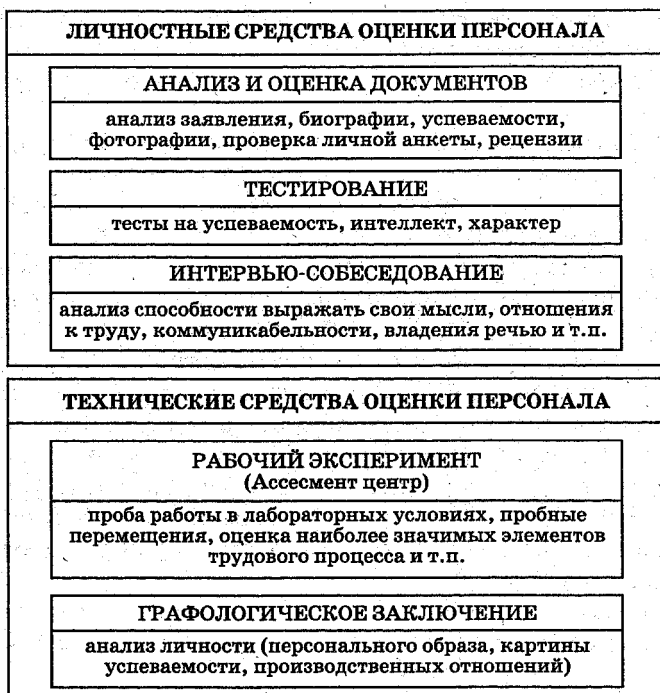 ЛИЧНОСТНЫЕ СРЕДСТВА ОЦЕНКИ ПЕРСОНАЛА
АНАЛИЗ И ОЦЕНКА ДОКУМЕНТОВ
анализ заявления, биографии, успеваемости,
фотографии, проверка личной анкеты, рецензии
ТЕСТИРОВАНИЕ
тесты на успеваемость, интеллект, характер
ИНТЕРВЬЮ-СОБЕСЕДОВАНИЕ
анализ способности выражать свои мысли, отношения
к труду, коммуникабельности, владения речью и т.п.
ТЕХНИЧЕСКИЕ СРЕДСТВА ОЦЕНКИ ПЕРСОНАЛА
РАБОЧИЙ ЭКСПЕРИМЕНТ
(Ассесмент центр)
проба работы в лабораторных условиях, пробные
перемещения, оценка наиболее значимых элементов
трудового процесса и т.п.
ГРАФОЛОГИЧЕСКОЕ ЗАКЛЮЧЕНИЕ
анализ личности (персонального образа, картины
успеваемости, производственных отношений)